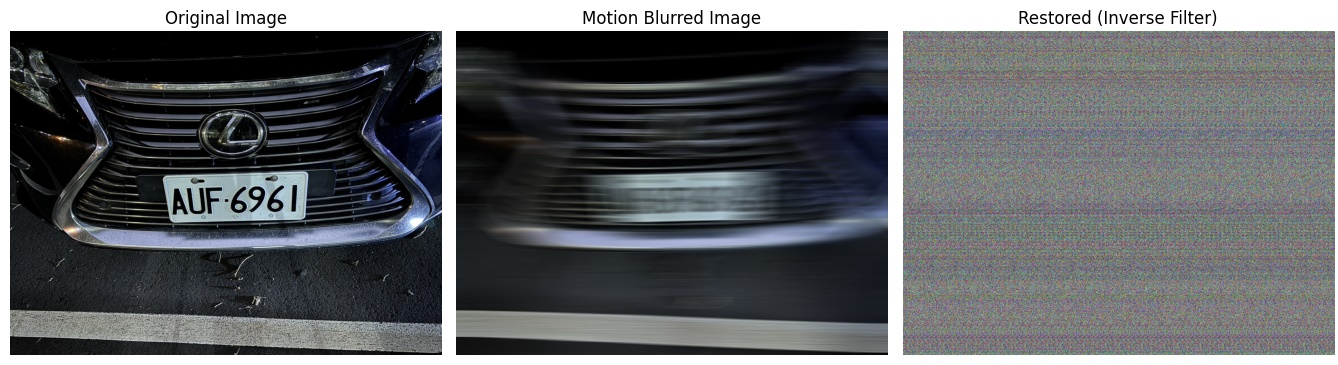 Original Image
Motion Blurred Image
Restored (Inverse Filter)
AUF·6961